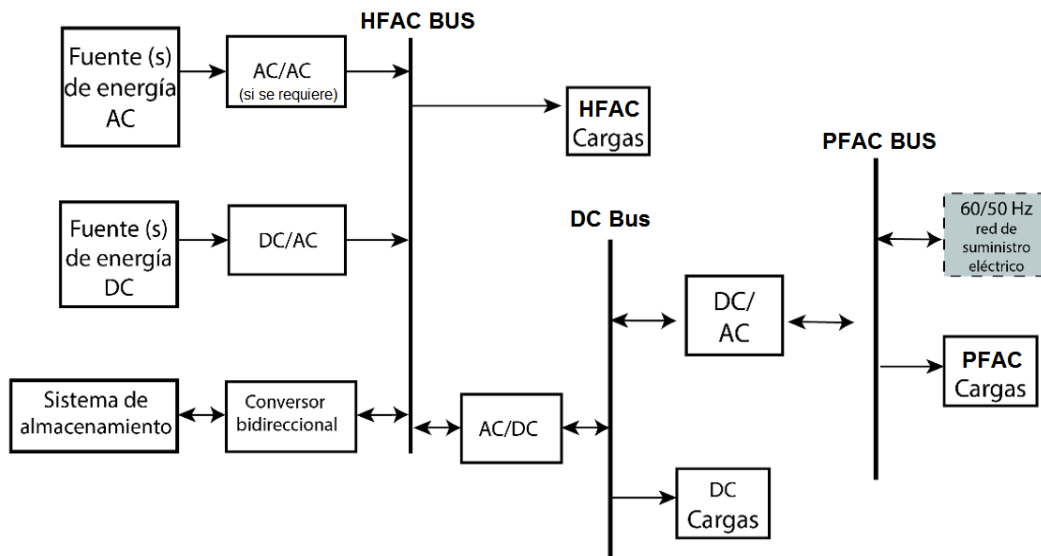 HFAC BUS
Fuente (s)
de energía
AC
AC/AC
(si se requiere)
HFAC
Cargas
PFAC BUS
Fuente (s)
de energía
DC
DC/AC
DC Bus
60/50 Hz
red de
suministro
eléctrico
DC/
AC
PFAC
Cargas
Sistema de
almacenamiento
Conversor
bidireccional
AC/DC
DC
Cargas